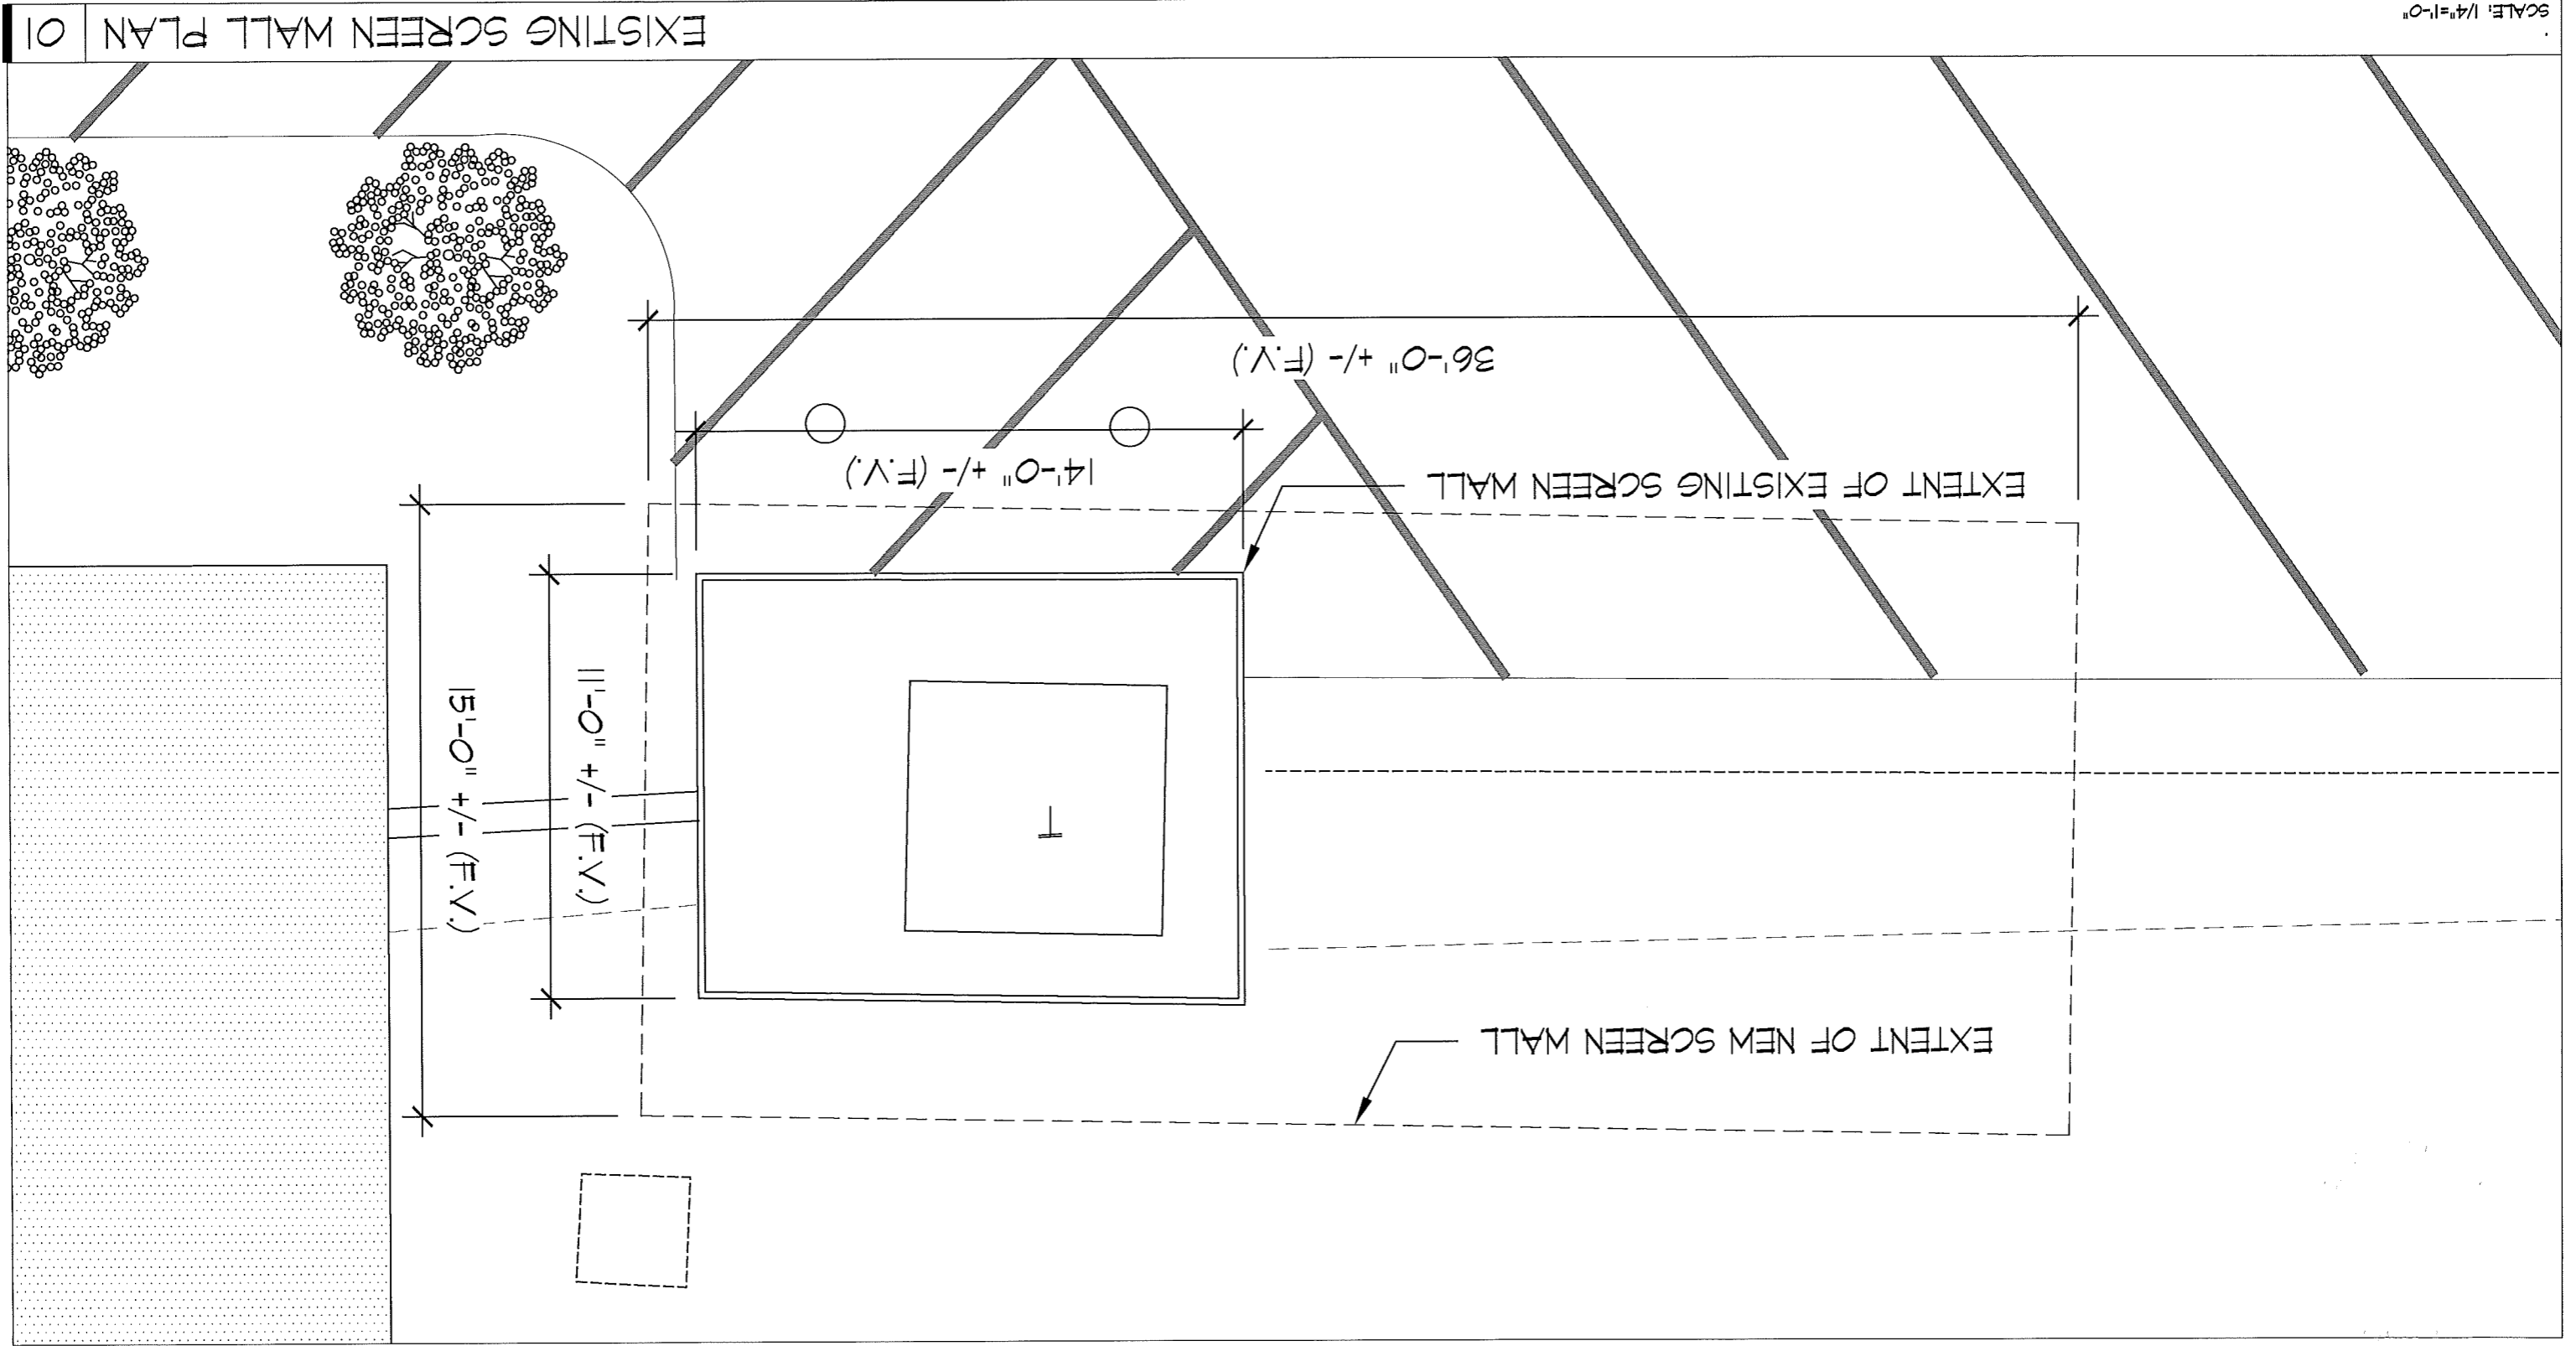 EXTENT OF NEW SCREEN WALL
15'-0" +/- (F.V.)
11'-0" +/- (F.V.)
T
EXTENT OF EXISTING SCREEN WALL
14'-0" +/- (F.V.)
36'-0" +/- (F.V.)
EXISTING SCREEN WALL PLAN
01
SCALE: 1/4"=1'-0"